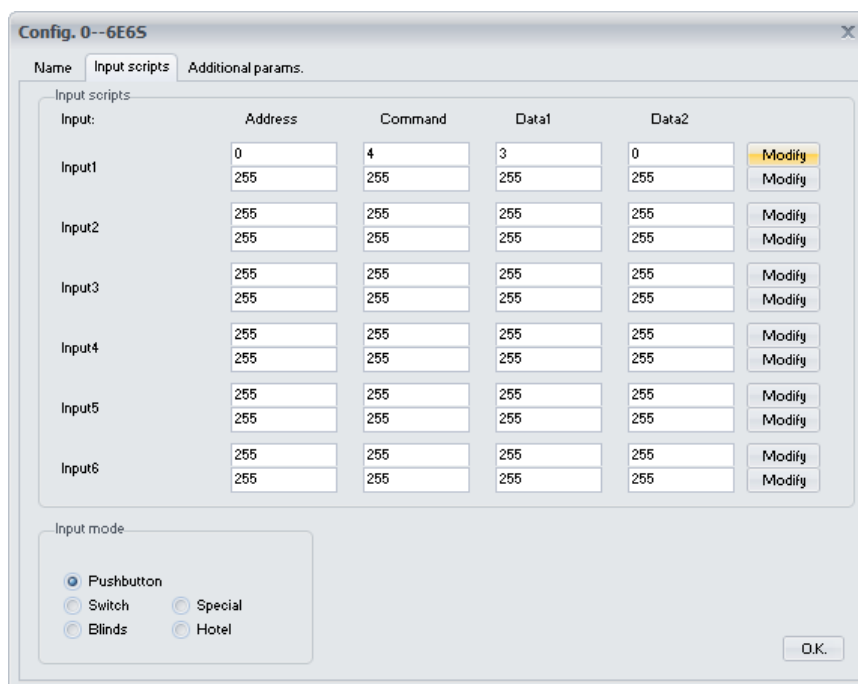 Config. 0--6E6S X
Name Input scripts Additional params.
Input scripts
Input: Address Command Data1 Data2
0 4 3 0 Modify
Input1
255 255 255 255 Modify
255 255 255 255 Modify
Input2
255 255 255 255 Modify
255 255 255 255 Modify
Input3
255 255 255 255 Modify
255 255 255 255 Modify
Input4
255 255 255 255 Modify
255 255 255 255 Modify
Input5
255 255 255 255 Modify
255 255 255 255 Modify
Input6
255 255 255 255 Modify
Input mode
Pushbutton
Switch Special
Blinds Hotel
O.K.